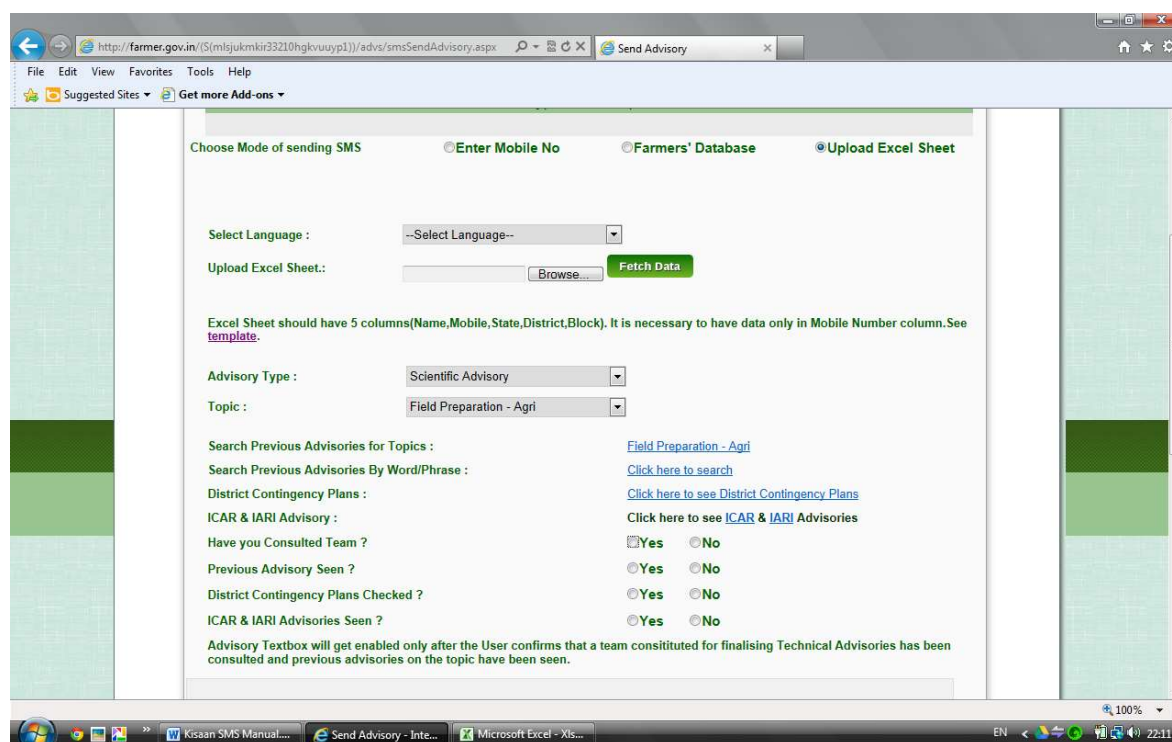 http://farmer.gov.in/(S(mlsjukmkir33210hgkvuuyp1))/advs/smsSendAdvisory.aspx Send Advisory
File Edit View Favorites Tools Help
Suggested Sites Get more Add-ons
Choose Mode of sending SMS Enter Mobile No Farmers' Database Upload Excel Sheet
Select Language : --Select Language--
Upload Excel Sheet.: Browse... Fetch Data
Excel Sheet should have 5 columns(Name,Mobile,State,District,Block). It is necessary to have data only in Mobile Number column.See
template.
Advisory Type : Scientific Advisory
Topic : Field Preparation - Agri
Search Previous Advisories for Topics : Field Preparation - Agri
Search Previous Advisories By Word/Phrase : Click here to search
District Contingency Plans : Click here to see District Contingency Plans
ICAR & IARI Advisory : Click here to see ICAR & IARI Advisories
Have you Consulted Team ? Yes No
Previous Advisory Seen ? Yes No
District Contingency Plans Checked ? Yes No
ICAR & IARI Advisories Seen ? Yes No
Advisory Textbox will get enabled only after the User confirms that a team consitituted for finalising Technical Advisories has been
consulted and previous advisories on the topic have been seen.
100%
Kisaan SMS Manual.... Send Advisory - Inte... Microsoft Excel - Xls... EN 22:11